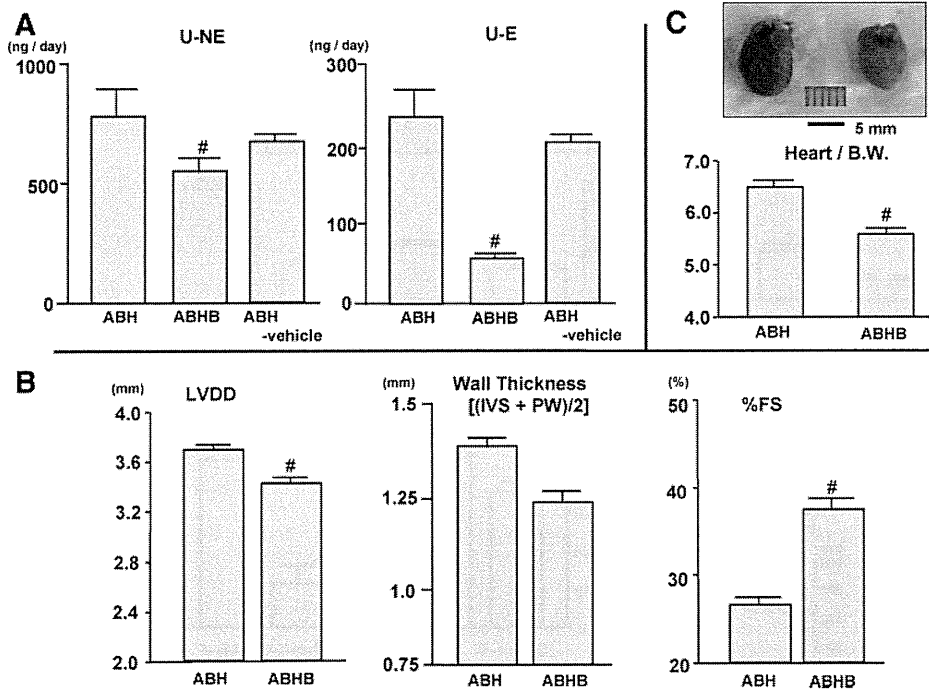 A
U-NE
(ng / day)
1000
500
0
ABH
ABHB
#
ABH
-vehicle
U-E
(ng / day)
300
200
100
0
ABH
ABHB
#
ABH
-vehicle
C
5 mm
Heart / B.W.
7.0
6.0
5.0
4.0
#
ABH
ABHB
B
(mm)
LVDD
4.0
3.6
3.2
2.8
2.4
2.0
#
ABH
ABHB
(mm)
Wall Thickness
[(IVS + PW)/2]
1.5
1.25
1.0
0.75
ABH
ABHB
(%)
%FS
50
40
30
20
#
ABH
ABHB